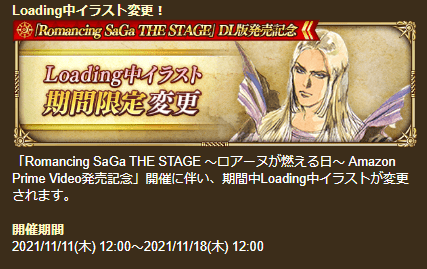 Loading中イラスト変更！
「Romancing SaGa THE STAGE」DL版発売記念
Loading中イラスト
期間限定変更
「Romancing SaGa THE STAGE ～ロアーヌが燃える日～ Amazon
Prime Video発売記念」開催に伴い、期間中Loading中イラストが変更
されます。
開催期間
2021/11/11(木) 12:00～2021/11/18(木) 12:00